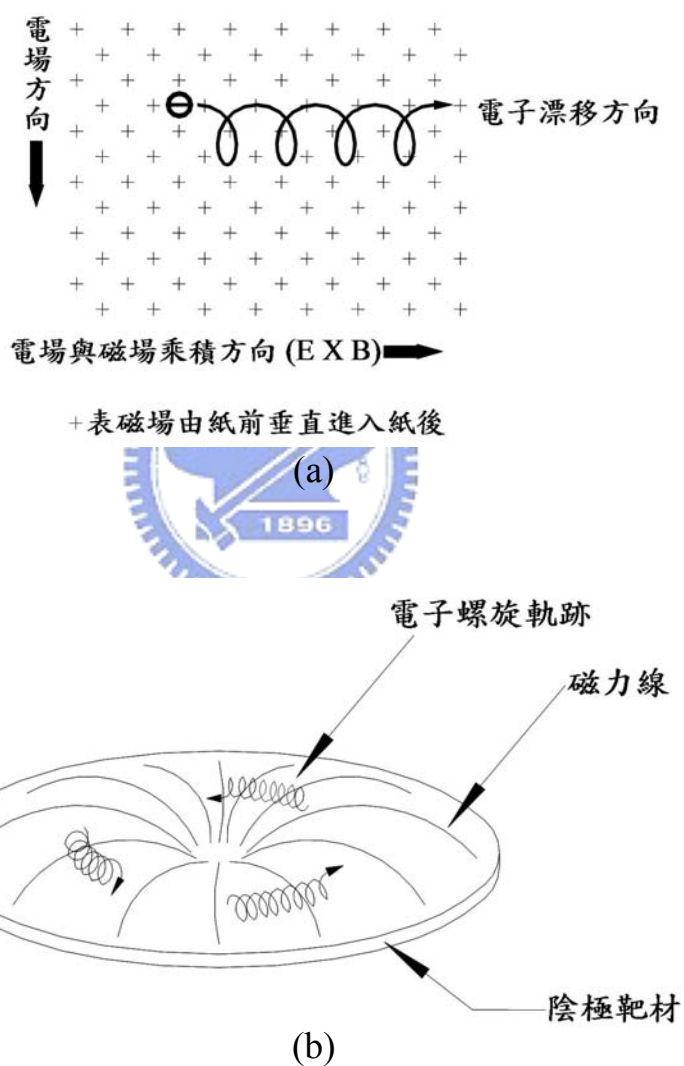 電場方向
電子漂移方向
電場與磁場乘積方向 (E X B)
+表磁場由紙前垂直進入紙後
(a)
1896
電子螺旋軌跡
磁力線
陰極靶材
(b)